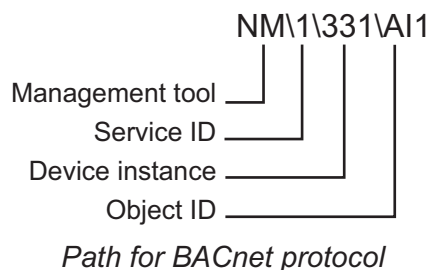 NM\1\331\AI1
Management tool
Service ID
Device instance
Object ID
Path for BACnet protocol